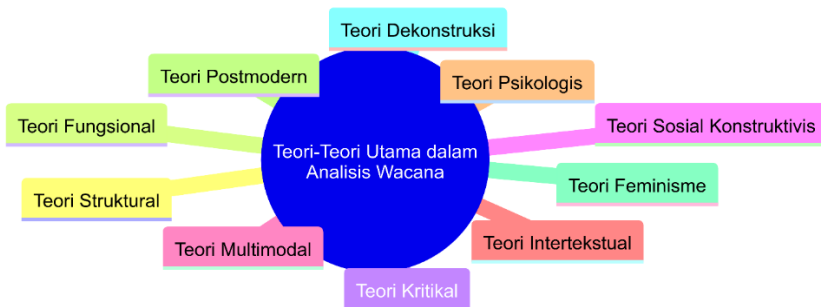 Teori Dekonstruksi
Teori Postmodern
Teori Psikologis
Teori Fungsional
Teori Sosial Konstruktivis
Teori-Teori Utama dalam
Analisis Wacana
Teori Struktural
Teori Feminisme
Teori Multimodal
Teori Intertekstual
Teori Kritikal